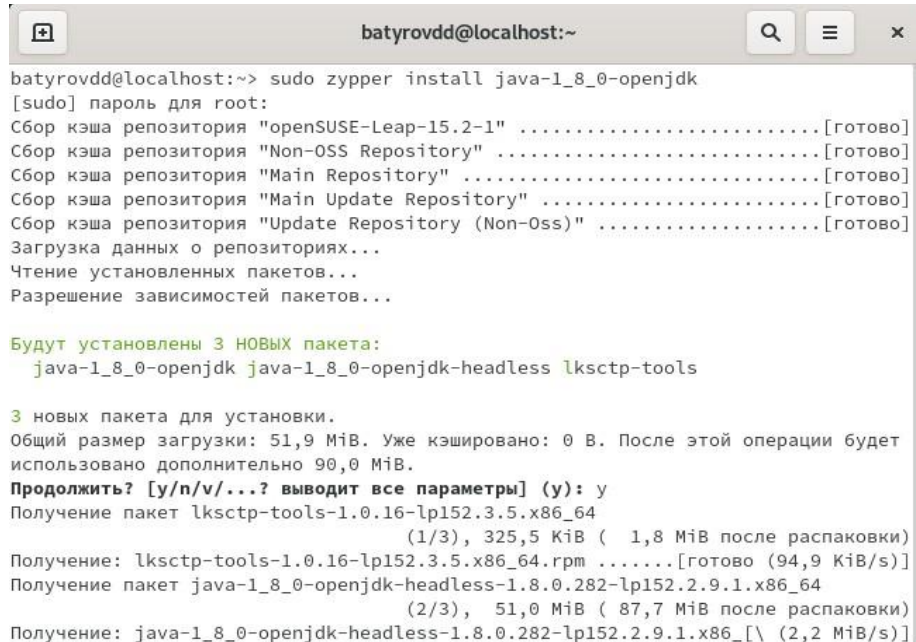 batyrovdd@localhost:~
batyrovdd@localhost:~> sudo zypper install java-1_8_0-openjdk
[sudo] пароль для root:
Сбор кэша репозитория "openSUSE-Leap-15.2-1" ............................[готово]
Сбор кэша репозитория "Non-OSS Repository" ..............................[готово]
Сбор кэша репозитория "Main Repository" .................................[готово]
Сбор кэша репозитория "Main Update Repository" ..........................[готово]
Сбор кэша репозитория "Update Repository (Non-Oss)" .....................[готово]
Загрузка данных о репозиториях...
Чтение установленных пакетов...
Разрешение зависимостей пакетов...
Будут установлены 3 НОВЫХ пакета:
java-1_8_0-openjdk java-1_8_0-openjdk-headless lksctp-tools
3 новых пакета для установки.
Общий размер загрузки: 51,9 MiB. Уже кэшировано: 0 B. После этой операции будет
использовано дополнительно 90,0 MiB.
Продолжить? [y/n/v/...? выводит все параметры] (y): y
Получение пакет lksctp-tools-1.0.16-lp152.3.5.x86_64
(1/3), 325,5 KiB (  1,8 MiB после распаковки)
Получение: lksctp-tools-1.0.16-lp152.3.5.x86_64.rpm .......[готово (94,9 KiB/s)]
Получение пакет java-1_8_0-openjdk-headless-1.8.0.282-lp152.2.9.1.x86_64
(2/3),  51,0 MiB ( 87,7 MiB после распаковки)
Получение: java-1_8_0-openjdk-headless-1.8.0.282-lp152.2.9.1.x86_[\ (2,2 MiB/s)]